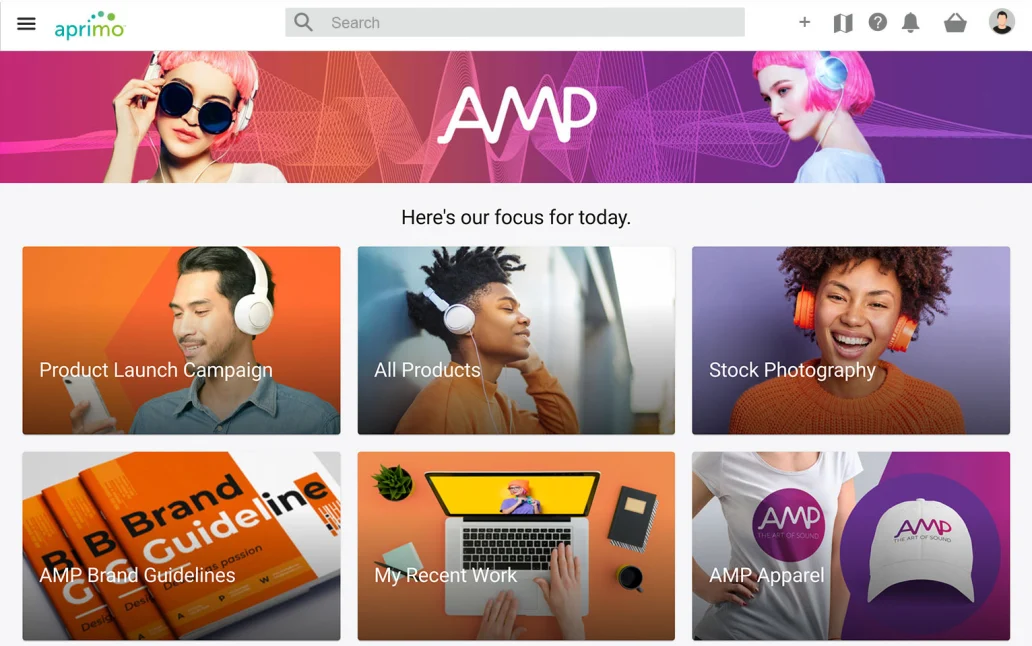 aprimo
Search
AMP
Here's our focus for today.
Product Launch Campaign
All Products
Stock Photography
Brand
Guideline
Brand
AMP Brand Guidelines
My Recent Work
AMP
THE ART OF SOUND
AMP
THE ART OF SOUND
AMP Apparel